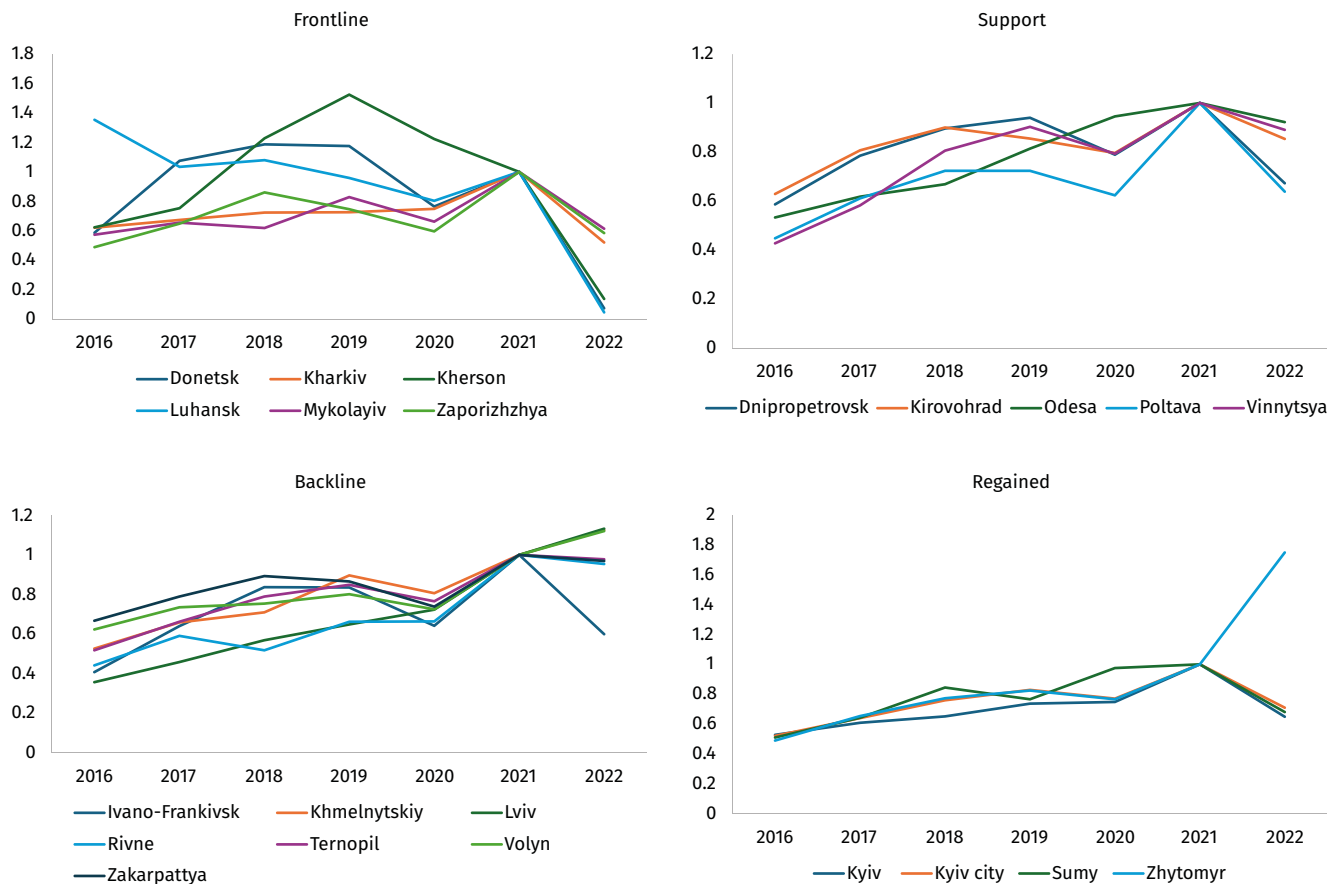 Frontline
1.8
1.6
1.4
1.2
1
0.8
0.6
0.4
0.2
0
2016 2017 2018 2019 2020 2021 2022
Donetsk Kharkiv Kherson
Luhansk Mykolayiv Zaporizhzhya
Support
1.2
1
0.8
0.6
0.4
0.2
0
2016 2017 2018 2019 2020 2021 2022
Dnipropetrovsk Kirovohrad Odesa Poltava Vinnytsya
Backline
1.2
1
0.8
0.6
0.4
0.2
0
2016 2017 2018 2019 2020 2021 2022
Ivano-Frankivsk Khmelnytskiy Lviv
Rivne Ternopil Volyn
Zakarpattya
Regained
2
1.8
1.6
1.4
1.2
1
0.8
0.6
0.4
0.2
0
2016 2017 2018 2019 2020 2021 2022
Kyiv Kyiv city Sumy Zhytomyr